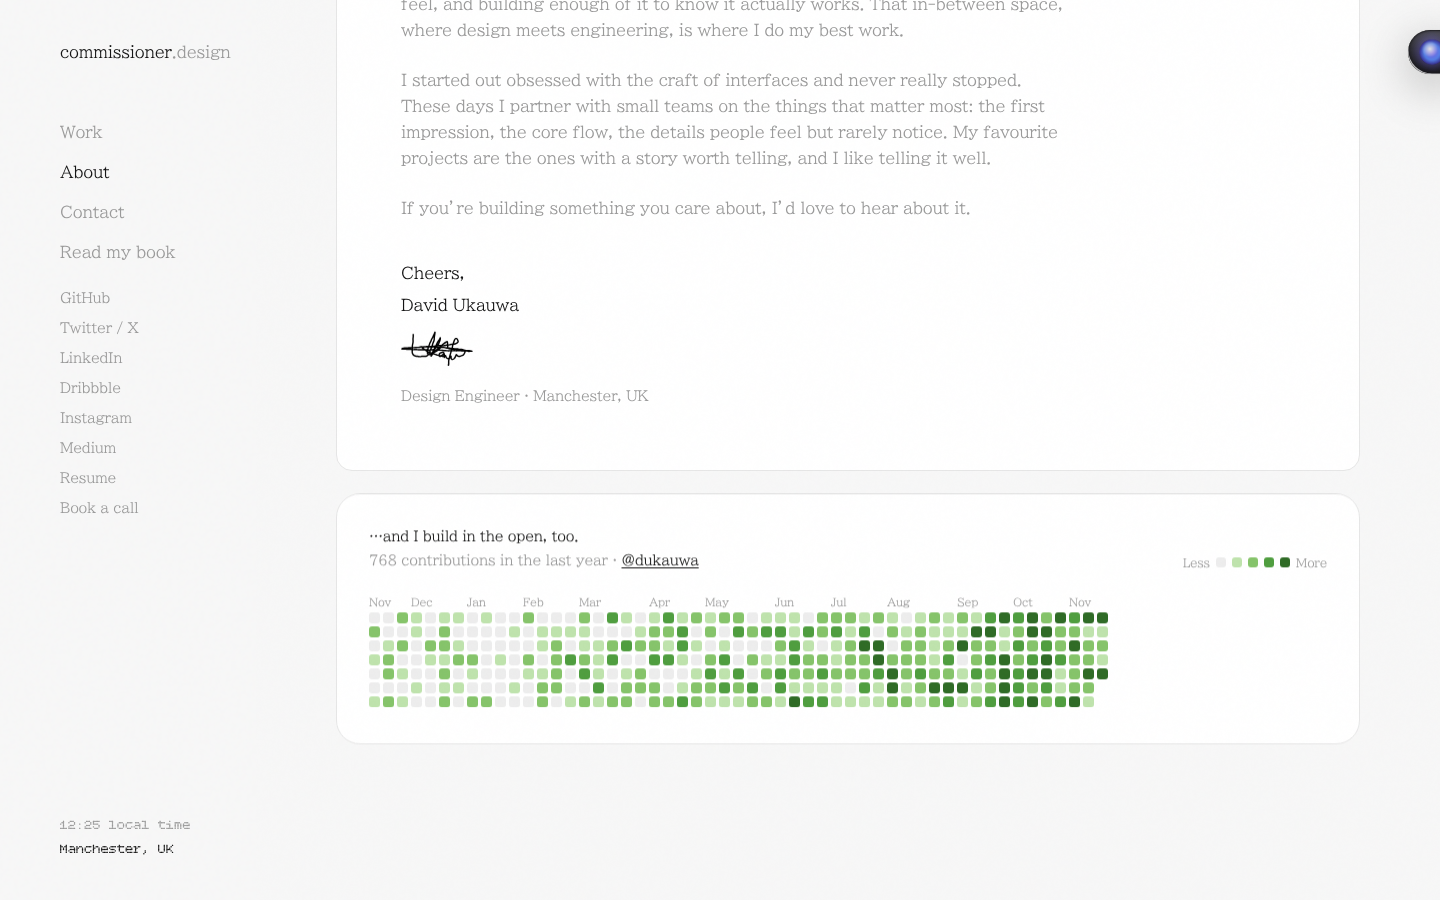 commissioner.design
Work
About
Contact
Read my book
GitHub
Twitter / X
LinkedIn
Dribbble
Instagram
Medium
Resume
Book a call
12:25 local time
Manchester, UK
feel, and building enough of it to know it actually works. That in-between space,
where design meets engineering, is where I do my best work.
I started out obsessed with the craft of interfaces and never really stopped.
These days I partner with small teams on the things that matter most: the first
impression, the core flow, the details people feel but rarely notice. My favourite
projects are the ones with a story worth telling, and I like telling it well.
If you’re building something you care about, I’d love to hear about it.
Cheers,
David Ukauwa
Design Engineer · Manchester, UK
…and I build in the open, too.
768 contributions in the last year · @dukauwa
Less More
Nov Dec Jan Feb Mar Apr May Jun Jul Aug Sep Oct Nov